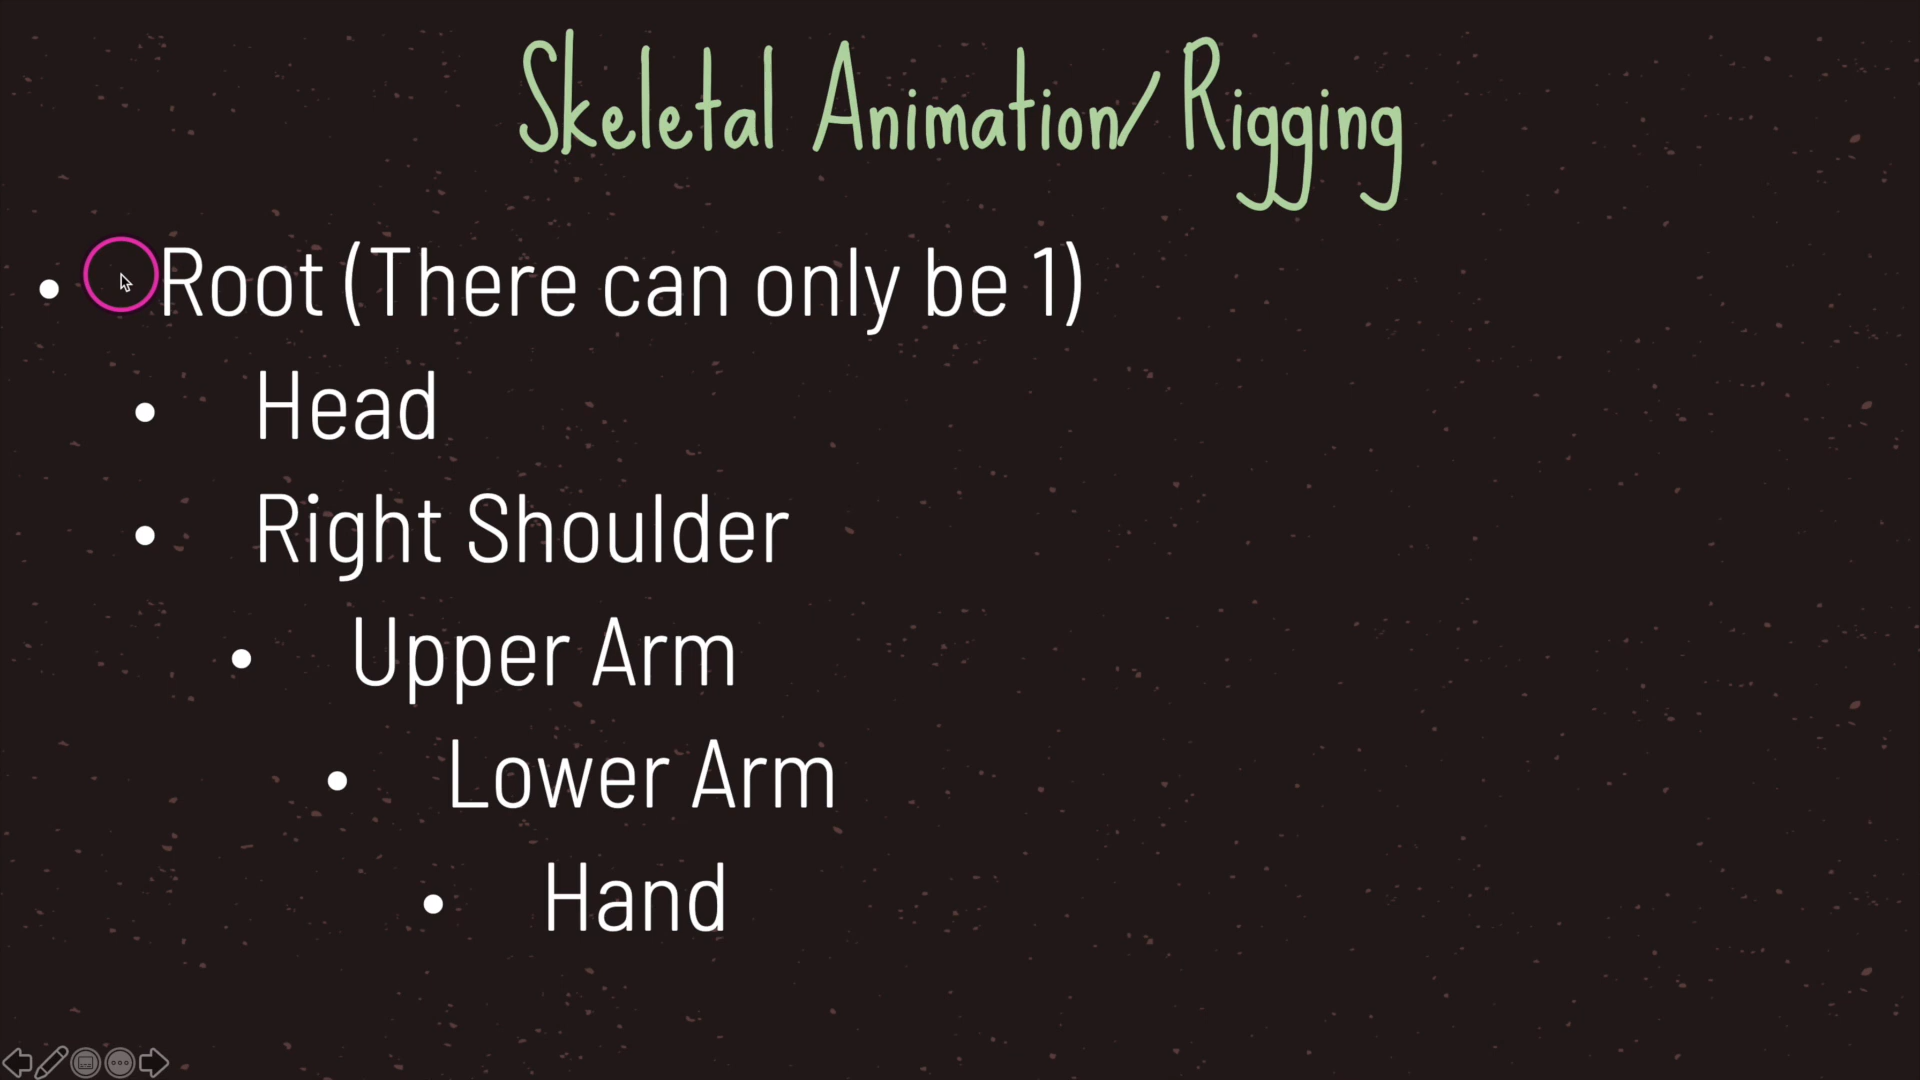 Skeletal Animation/Rigging
• Root (There can only be 1)
• Head
• Right Shoulder
• Upper Arm
• Lower Arm
• Hand